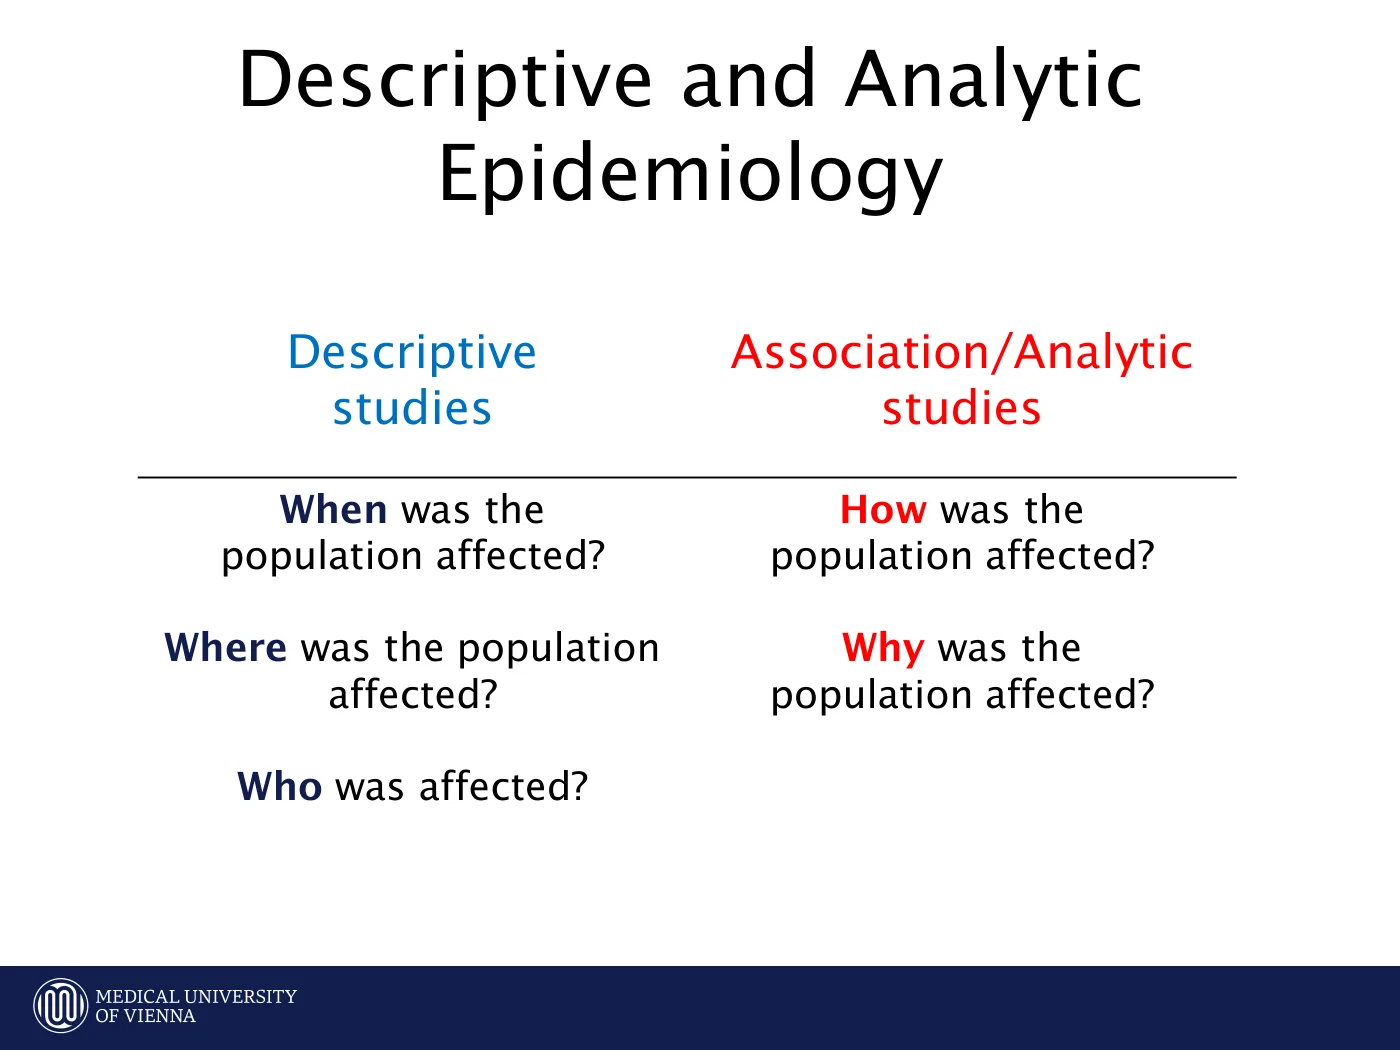 Descriptive and Analytic
Epidemiology
Descriptive
studies
Association/Analytic
studies
When was the
population affected?
How was the
population affected?
Where was the population
affected?
Why was the
population affected?
Who was affected?
MEDICAL UNIVERSITY
OF VIENNA